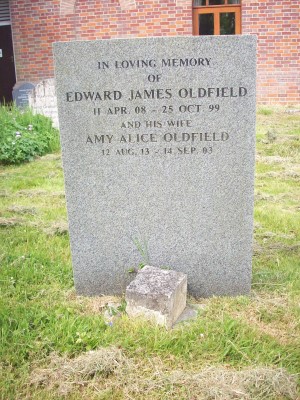 IN LOVING MEMORY
OF
EDWARD JAMES OLDFIELD
11 APR. 08 - 25 OCT. 99
AND HIS WIFE
AMY ALICE OLDFIELD
12 AUG. 13 - 14 SEP. 03